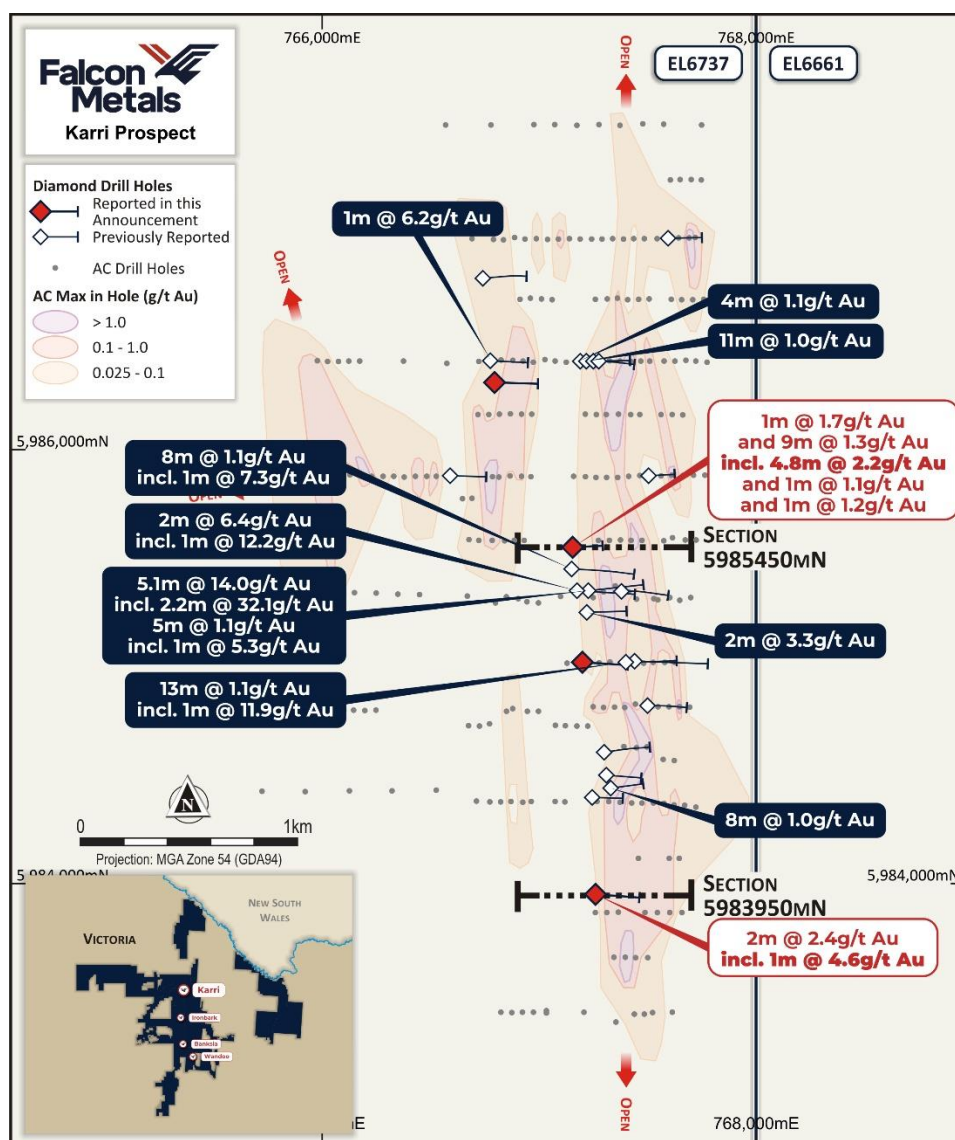 766,000mE
768,000mE
Falcon
Metals
Karri Prospect
OPEN
OPEN
EL6737
EL6661
Diamond Drill Holes
Reported in this
Announcement
Previously Reported
AC Drill Holes
AC Max in Hole (g/t Au)
> 1.0
0.1 - 1.0
0.025 - 0.1
1m @ 6.2g/t Au
4m @ 1.1g/t Au
11m @ 1.0g/t Au
5,986,000mN
1m @ 1.7g/t Au
and 9m @ 1.3g/t Au
incl. 4.8m @ 2.2g/t Au
and 1m @ 1.1g/t Au
and 1m @ 1.2g/t Au
8m @ 1.1g/t Au
incl. 1m @ 7.3g/t Au
OPEN
2m @ 6.4g/t Au
incl. 1m @ 12.2g/t Au
SECTION
5985450MN
5.1m @ 14.0g/t Au
incl. 2.2m @ 32.1g/t Au
5m @ 1.1g/t Au
incl. 1m @ 5.3g/t Au
2m @ 3.3g/t Au
13m @ 1.1g/t Au
incl. 1m @ 11.9g/t Au
N
0
1km
Projection: MGA Zone 54 (GDA94)
8m @ 1.0g/t Au
5,984,000mN
SECTION
5983950MN
2m @ 2.4g/t Au
incl. 1m @ 4.6g/t Au
NEW SOUTH
WALES
VICTORIA
Karri
Ironbark
Banksia
Wandoo
OPEN
mE
768,000mE